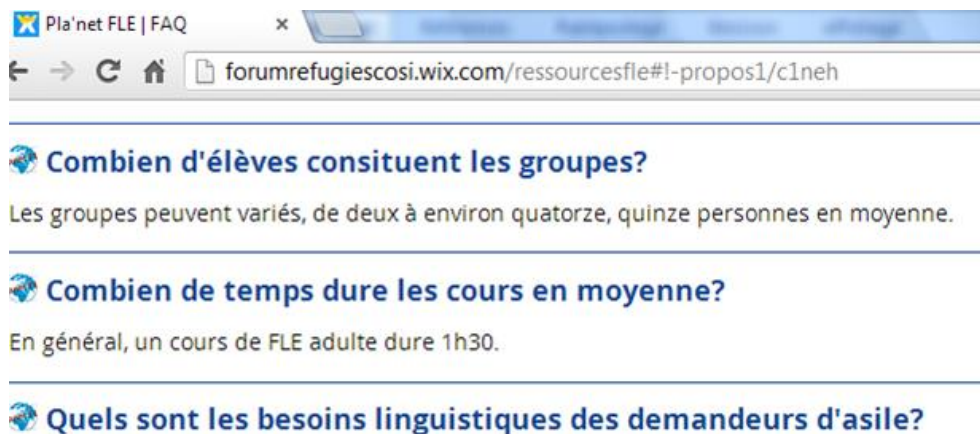 Pla'net FLE | FAQ
forumrefugiescosi.wix.com/ressourcesfle#!-propos1/c1neh
Combien d'élèves consituent les groupes?
Les groupes peuvent variés, de deux à environ quatorze, quinze personnes en moyenne.
Combien de temps dure les cours en moyenne?
En général, un cours de FLE adulte dure 1h30.
Quels sont les besoins linguistiques des demandeurs d'asile?